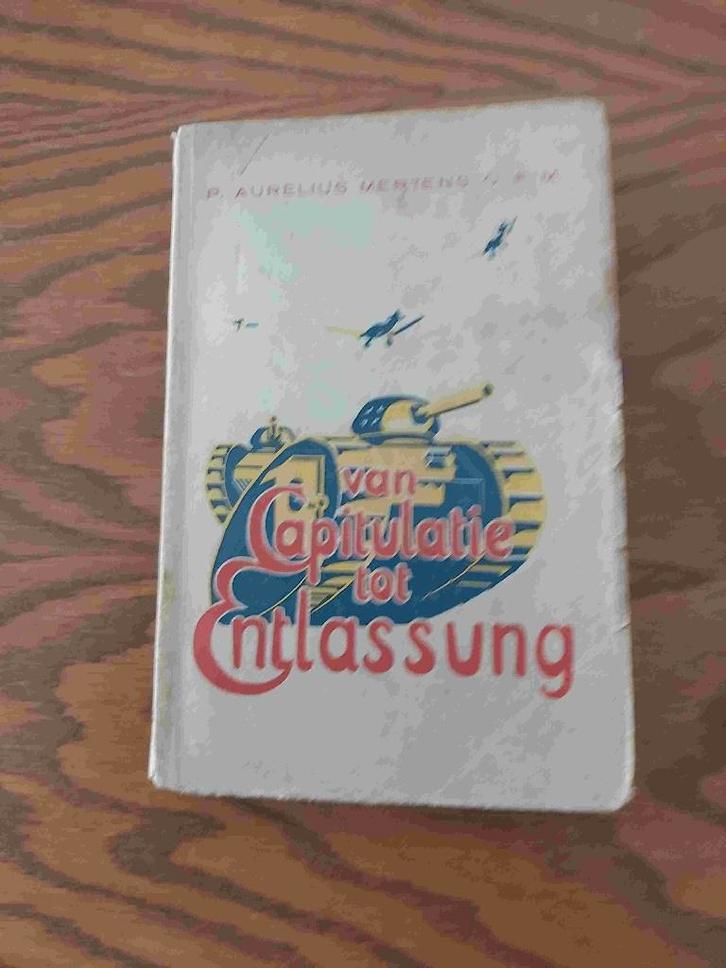 P. AURELIUS MERTENS O. F. M.
van
Capitulatie
tot
Entlassung